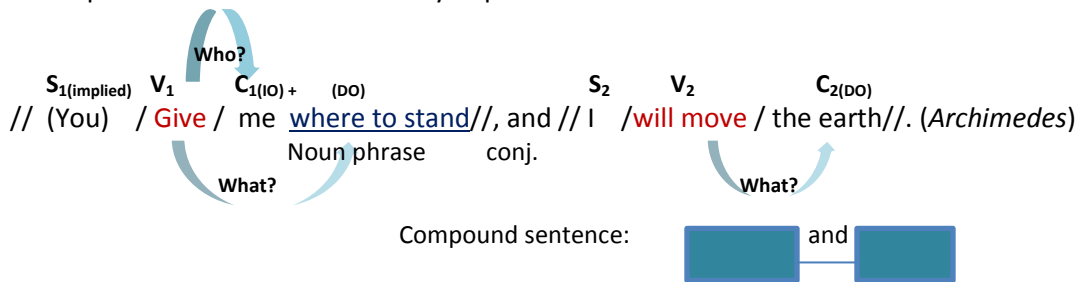 Who?
S1(implied) V1 C1(IO) + (DO) S2 V2 C2(DO)
// (You) / Give / me where to stand//, and // I /will move / the earth//. (Archimedes)
Noun phrase conj.
What? What?
Compound sentence: and